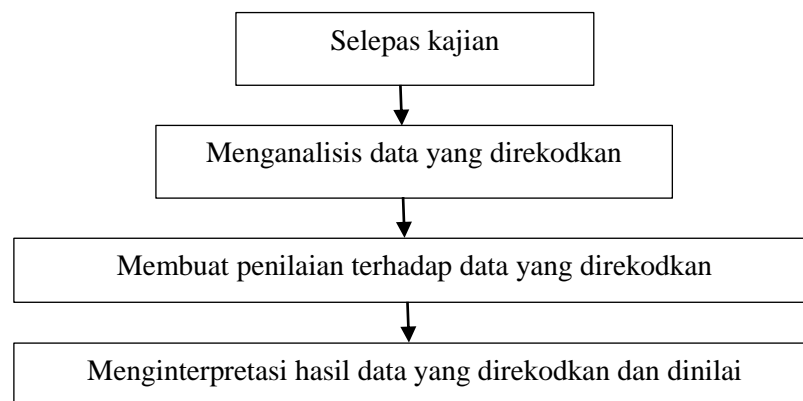 Selepas kajian
Menganalisis data yang direkodkan
Membuat penilaian terhadap data yang direkodkan
Menginterpretasi hasil data yang direkodkan dan dinilai